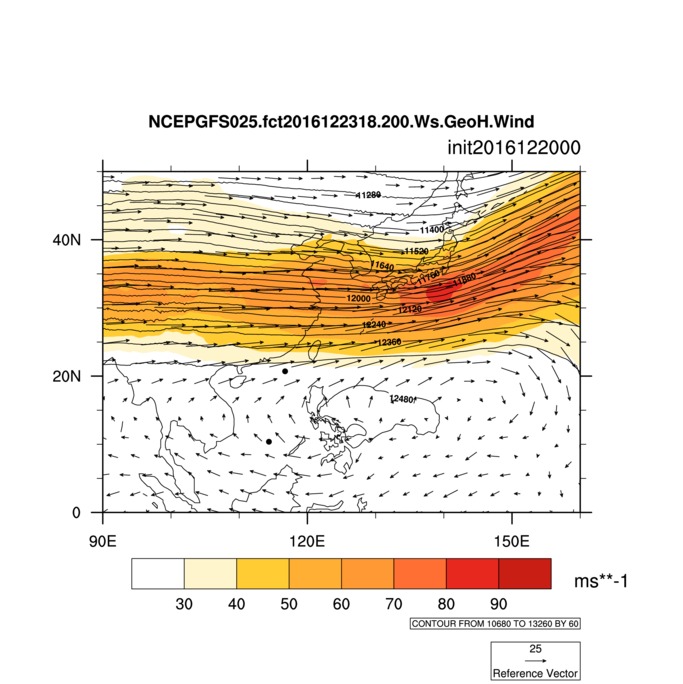 NCEPGFS025.fct2016122318.200.Ws.GeoH.Wind
init2016122000
11280
11400
40N
11520
11640
11760
11880
12000
12120
12240
12360
20N
12480
0
90E 120E 150E
30 40 50 60 70 80 90 ms**-1
CONTOUR FROM 10680 TO 13260 BY 60
25
Reference Vector